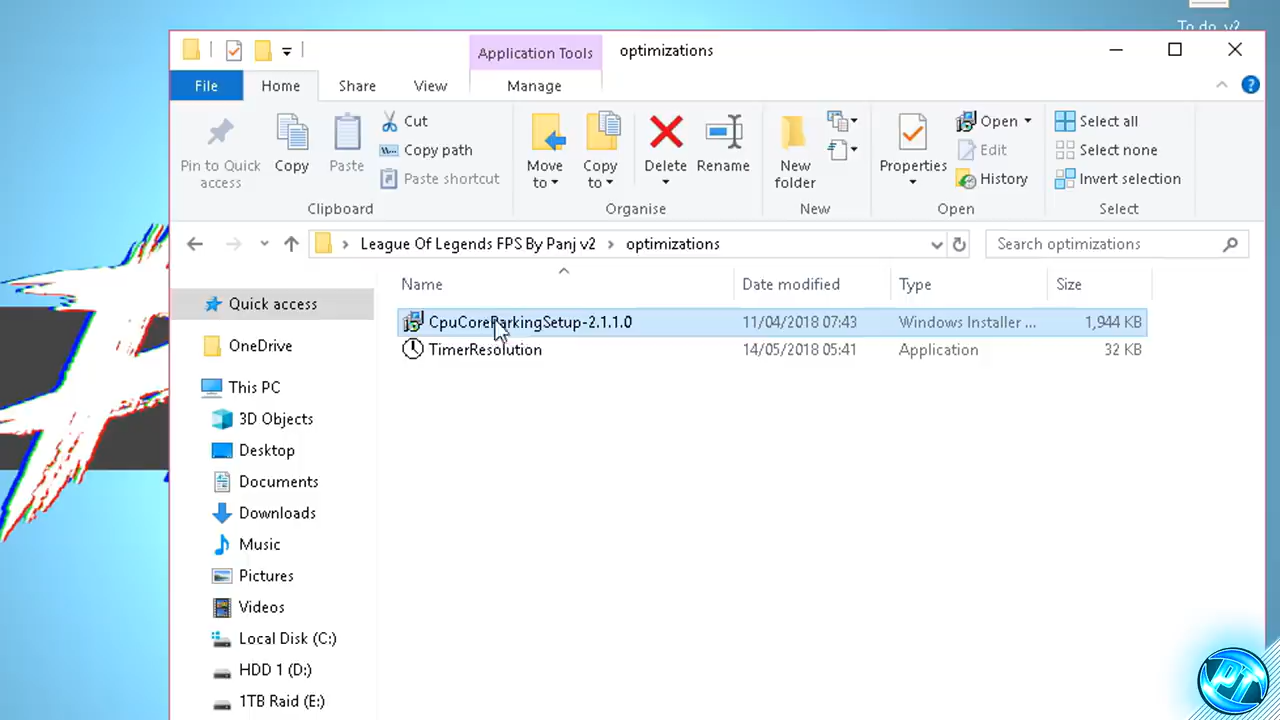 To do v2
Application Tools
optimizations
File
Home
Share
View
Manage
Pin to Quick
access
Copy
Paste
Cut
Copy path
Paste shortcut
Clipboard
Move
to
Copy
to
Delete
Rename
Organise
New
folder
New
Properties
Open
Edit
History
Open
Select all
Select none
Invert selection
Select
League Of Legends FPS By Panj v2 > optimizations
Search optimizations
Name
Date modified
Type
Size
CpuCoreParkingSetup-2.1.1.0 11/04/2018 07:43 Windows Installer ... 1,944 KB
TimerResolution 14/05/2018 05:41 Application 32 KB
Quick access
OneDrive
This PC
3D Objects
Desktop
Documents
Downloads
Music
Pictures
Videos
Local Disk (C:)
HDD 1 (D:)
1TB Raid (E:)
PT